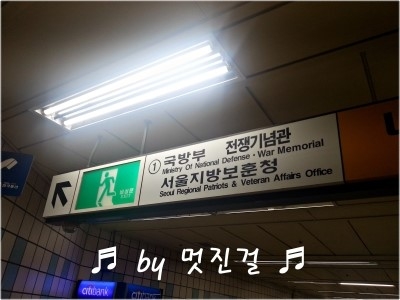 ① 국방부 전쟁기념관
Ministry Of National Defense · War Memorial
서울지방보훈청
Seoul Regional Patriots & Veteran Affairs Office
♬ by 멋진걸 ♬
citibank
citibank